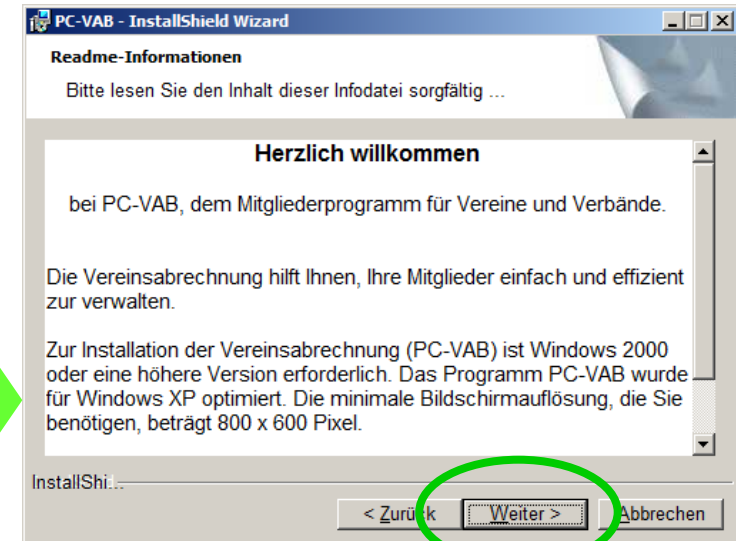 PC-VAB - InstallShield Wizard
Readme-Informationen
Bitte lesen Sie den Inhalt dieser Infodatei sorgfältig ...
Herzlich willkommen
bei PC-VAB, dem Mitgliederprogramm für Vereine und Verbände.
Die Vereinsabrechnung hilft Ihnen, Ihre Mitglieder einfach und effizient
zur verwalten.
Zur Installation der Vereinsabrechnung (PC-VAB) ist Windows 2000
oder eine höhere Version erforderlich. Das Programm PC-VAB wurde
für Windows XP optimiert. Die minimale Bildschirmauflösung, die Sie
benötigen, beträgt 800 x 600 Pixel.
InstallShi...
< Zurück Weiter > Abbrechen